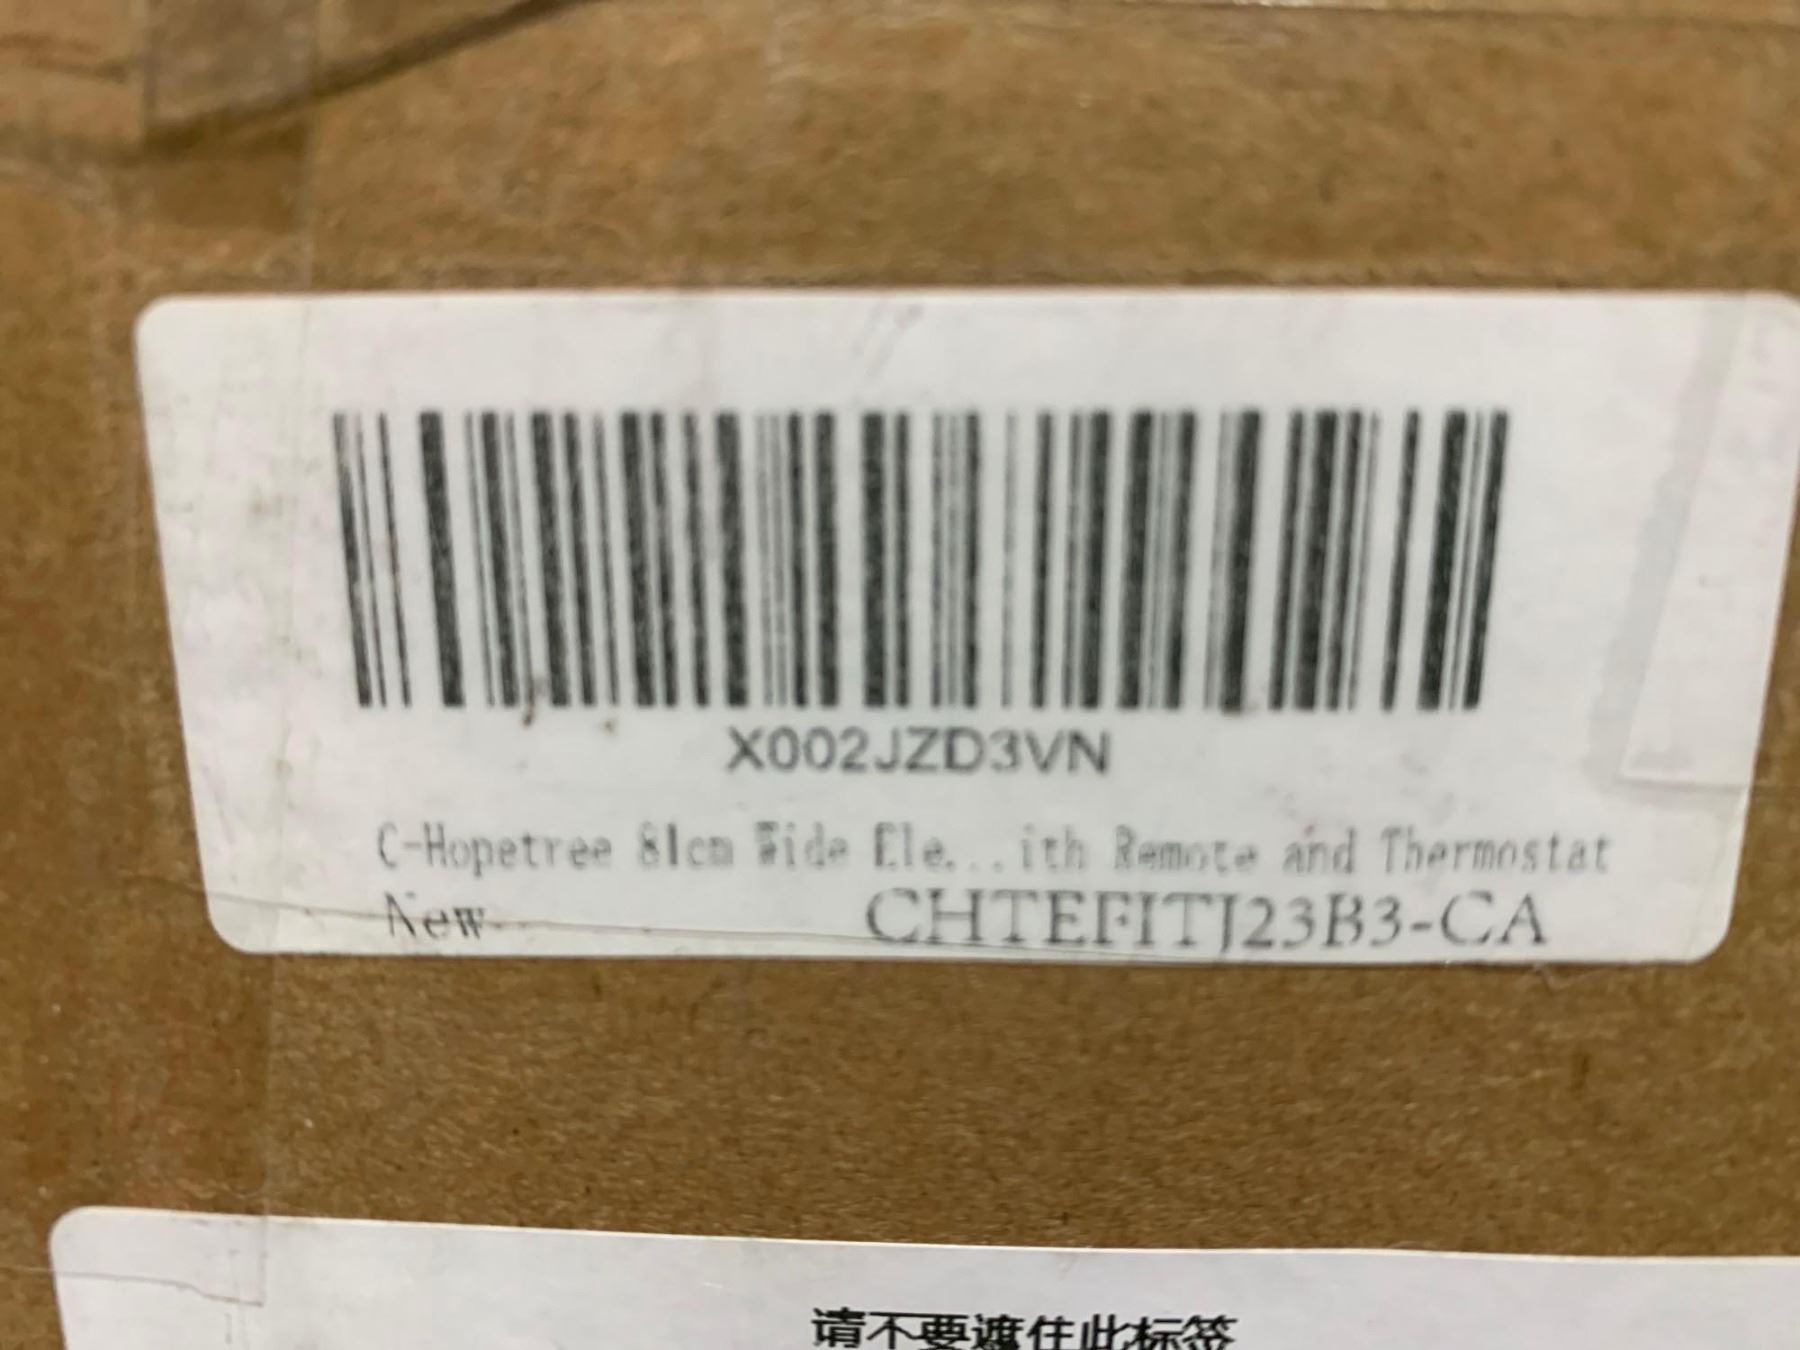 X002JZD3VN
C-Hopetree 81cm Wide Ele...ith Remote and Thermostat
New
CHTEFITJ23B3-CA
请不要遮住此标签